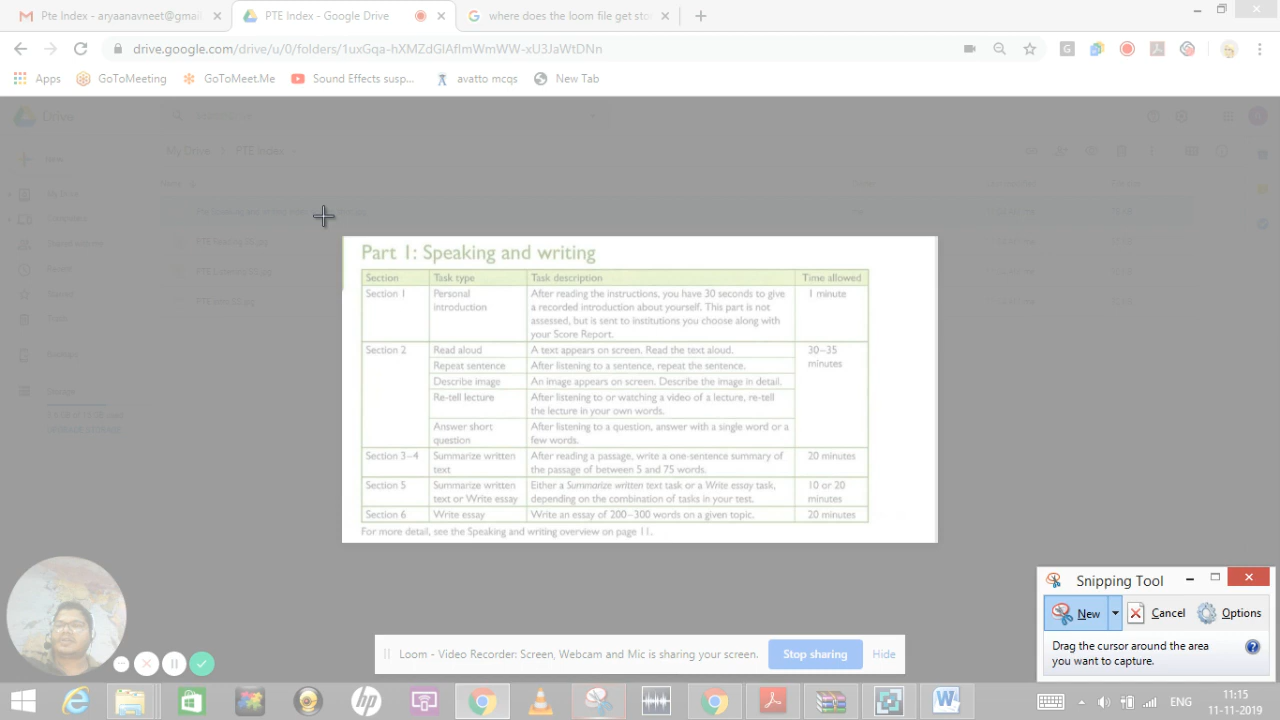 Pte Index - aryaanavneet@gmai
PTE Index - Google Drive
where does the loom file get sto
drive.google.com/drive/u/0/folders/1uxGqa-hXMZdGlAflmWmWW-xU3JaWtDNn
Apps
GoToMeeting
GoToMeet.Me
Sound Effects susp...
avatto mcqs
New Tab
Drive
My Drive
PTE Index
Part 1: Speaking and writing
Section Task type Task description Time allowed
Section 1 Personal introduction After reading the instructions, you have 30 seconds to give a recorded introduction about yourself. This part is not assessed, but is sent to institutions you choose along with your Score Report. 1 minute
Section 2 Read aloud A text appears on screen. Read the text aloud. 30–35 minutes
Repeat sentence After listening to a sentence, repeat the sentence.
Describe image An image appears on screen. Describe the image in detail.
Re-tell lecture After listening to or watching a video of a lecture, re-tell the lecture in your own words.
Answer short question After listening to a question, answer with a single word or a few words.
Section 3–4 Summarize written text After reading a passage, write a one-sentence summary of the passage of between 5 and 75 words. 20 minutes
Section 5 Summarize written text or Write essay Either a Summarize written text task or a Write essay task, depending on the combination of tasks in your test. 10 or 20 minutes
Section 6 Write essay Write an essay of 200–300 words on a given topic. 20 minutes
For more detail, see the Speaking and writing overview on page 11.
Snipping Tool
New
Cancel
Options
Drag the cursor around the area
you want to capture.
Loom - Video Recorder: Screen, Webcam and Mic is sharing your screen.
Stop sharing
Hide
ENG
11:15
11-11-2019